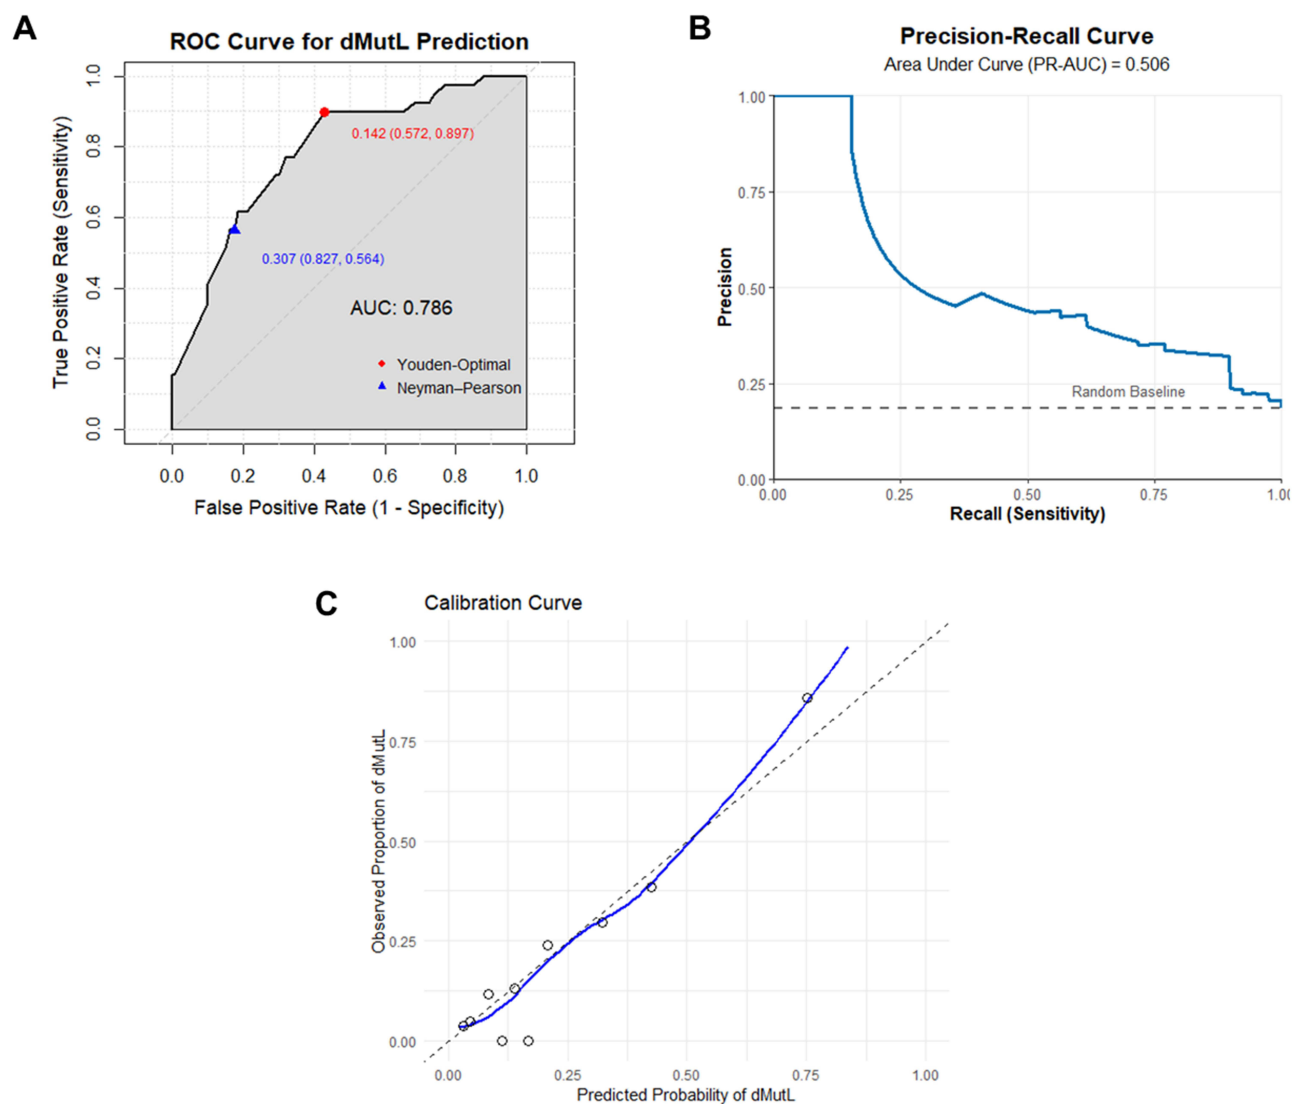 A
ROC Curve for dMutL Prediction
True Positive Rate (Sensitivity)
1.0
0.8
0.6
0.4
0.2
0.0
0.142 (0.572, 0.897)
0.307 (0.827, 0.564)
AUC: 0.786
Youden-Optimal
Neyman–Pearson
0.0 0.2 0.4 0.6 0.8 1.0
False Positive Rate (1 - Specificity)
B
Precision-Recall Curve
Area Under Curve (PR-AUC) = 0.506
Precision
1.00
0.75
0.50
0.25
0.00
Random Baseline
0.00 0.25 0.50 0.75 1.00
Recall (Sensitivity)
C
Calibration Curve
Observed Proportion of dMutL
1.00
0.75
0.50
0.25
0.00
0.00 0.25 0.50 0.75 1.00
Predicted Probability of dMutL